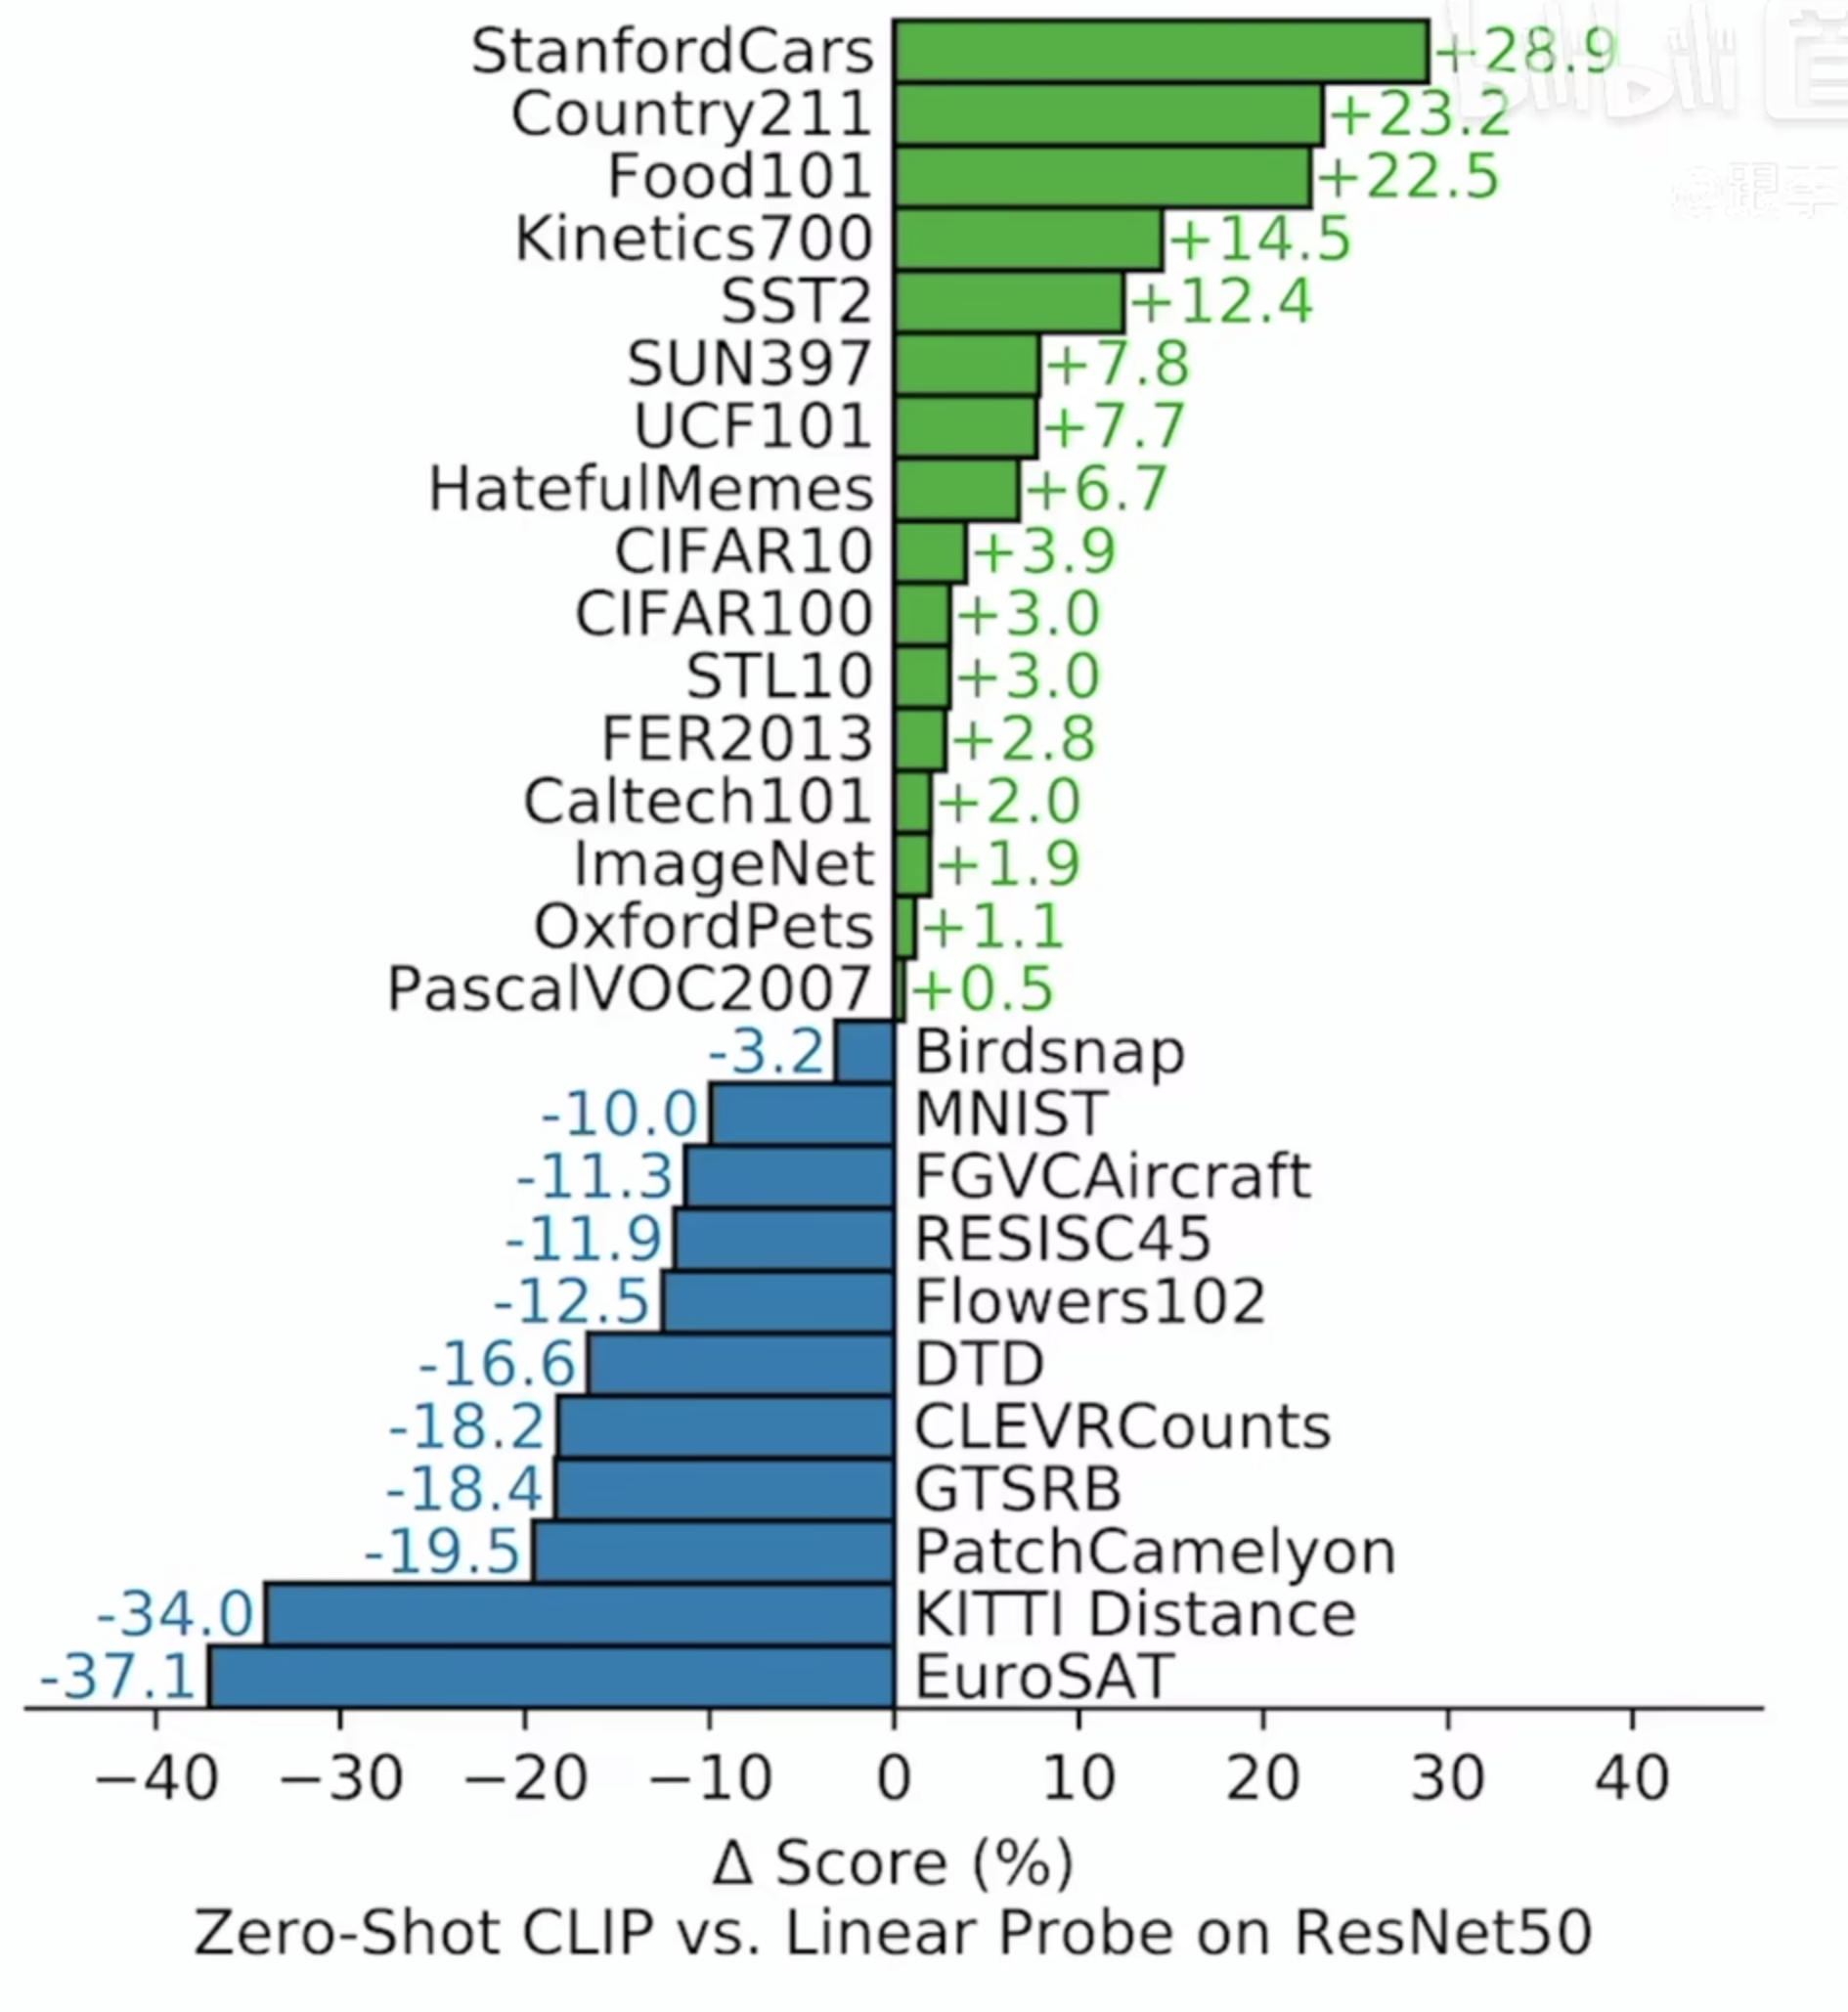 StanfordCars +28.9
Country211 +23.2
Food101 +22.5
Kinetics700 +14.5
SST2 +12.4
SUN397 +7.8
UCF101 +7.7
HatefulMemes +6.7
CIFAR10 +3.9
CIFAR100 +3.0
STL10 +3.0
FER2013 +2.8
Caltech101 +2.0
ImageNet +1.9
OxfordPets +1.1
PascalVOC2007 +0.5
-3.2 Birdsnap
-10.0 MNIST
-11.3 FGVCAircraft
-11.9 RESISC45
-12.5 Flowers102
-16.6 DTD
-18.2 CLEVRCounts
-18.4 GTSRB
-19.5 PatchCamelyon
-34.0 KITTI Distance
-37.1 EuroSAT
−40 −30 −20 −10 0 10 20 30 40
Δ Score (%)
Zero-Shot CLIP vs. Linear Probe on ResNet50
bilibili
@跟李